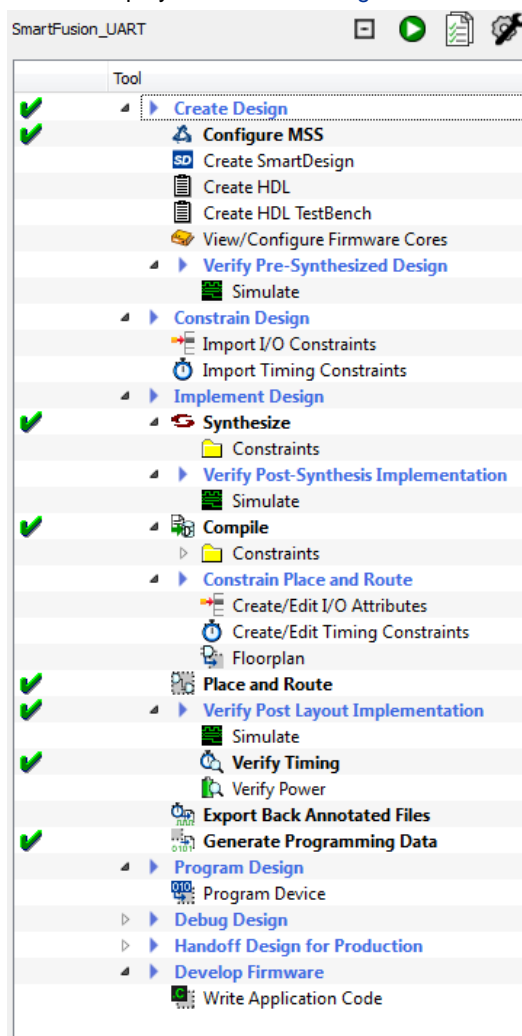 SmartFusion_UART
Tool
Create Design
Configure MSS
SD Create SmartDesign
Create HDL
Create HDL TestBench
View/Configure Firmware Cores
Verify Pre-Synthesized Design
Simulate
Constrain Design
Import I/O Constraints
Import Timing Constraints
Implement Design
Synthesize
Constraints
Verify Post-Synthesis Implementation
Simulate
Compile
Constraints
Constrain Place and Route
Create/Edit I/O Attributes
Create/Edit Timing Constraints
Floorplan
Place and Route
Verify Post Layout Implementation
Simulate
Verify Timing
Verify Power
Export Back Annotated Files
Generate Programming Data
Program Design
Program Device
Debug Design
Handoff Design for Production
Develop Firmware
Write Application Code